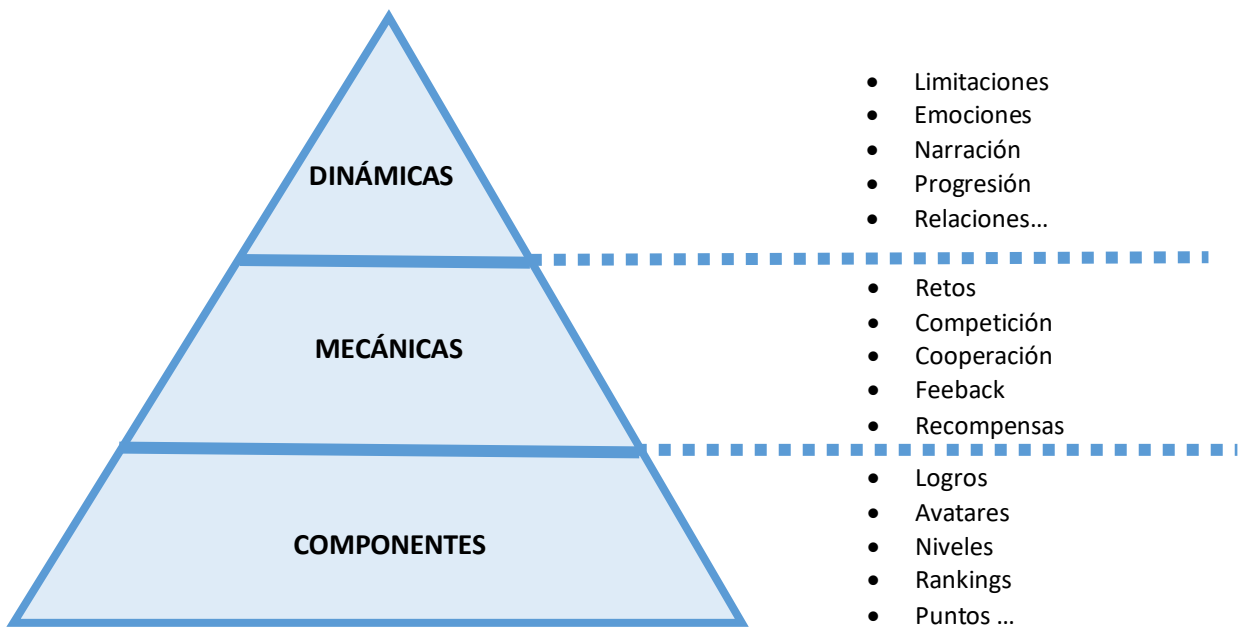 DINÁMICAS
• Limitaciones
• Emociones
• Narración
• Progresión
• Relaciones…
MECÁNICAS
• Retos
• Competición
• Cooperación
• Feeback
• Recompensas
COMPONENTES
• Logros
• Avatares
• Niveles
• Rankings
• Puntos …